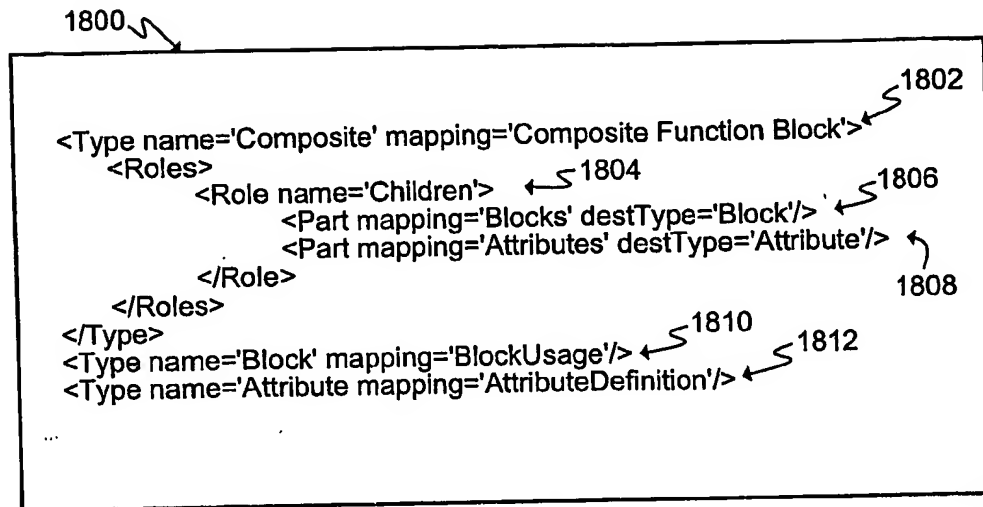 1800
1802
<Type name='Composite' mapping='Composite Function Block'>
<Roles>
<Role name='Children'> 1804
1806
<Part mapping='Blocks' destType='Block'/>
<Part mapping='Attributes' destType='Attribute'/>
</Role> 1808
</Roles>
</Type> 1810
<Type name='Block' mapping='BlockUsage'/> 1812
<Type name='Attribute mapping='AttributeDefinition'/>
...